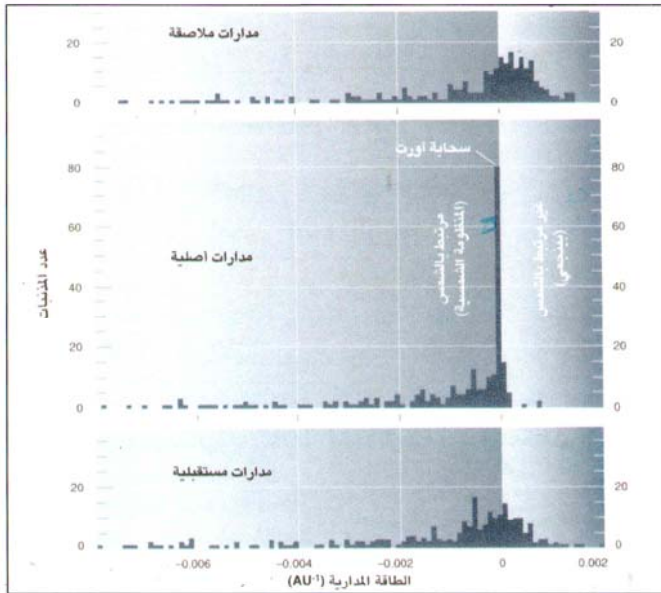 مدارات ملاصقة
20
0
20
0
سحابة اورت
80
60
40
20
0
80
60
40
20
0
مدارات أصلية
مرتبط بالشمس
(المنظومة الشمسية)
غير مرتبط بالشمس
(بينجمي)
عدد المذنبات
مدارات مستقبلية
20
0
20
0
−0.006
−0.004
−0.002
0
0.002
الطاقة المدارية (AU⁻¹)